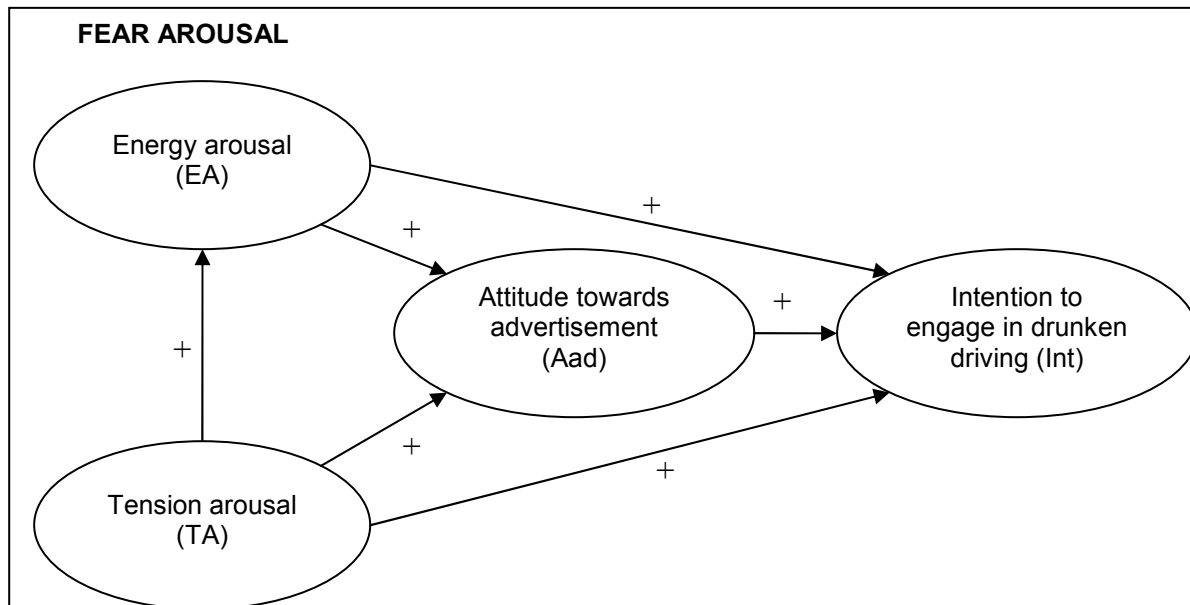 FEAR AROUSAL
Energy arousal
(EA)
+
+
Attitude towards
advertisement
(Aad)
+
Intention to
engage in drunken
driving (Int)
+
+
+
Tension arousal
(TA)